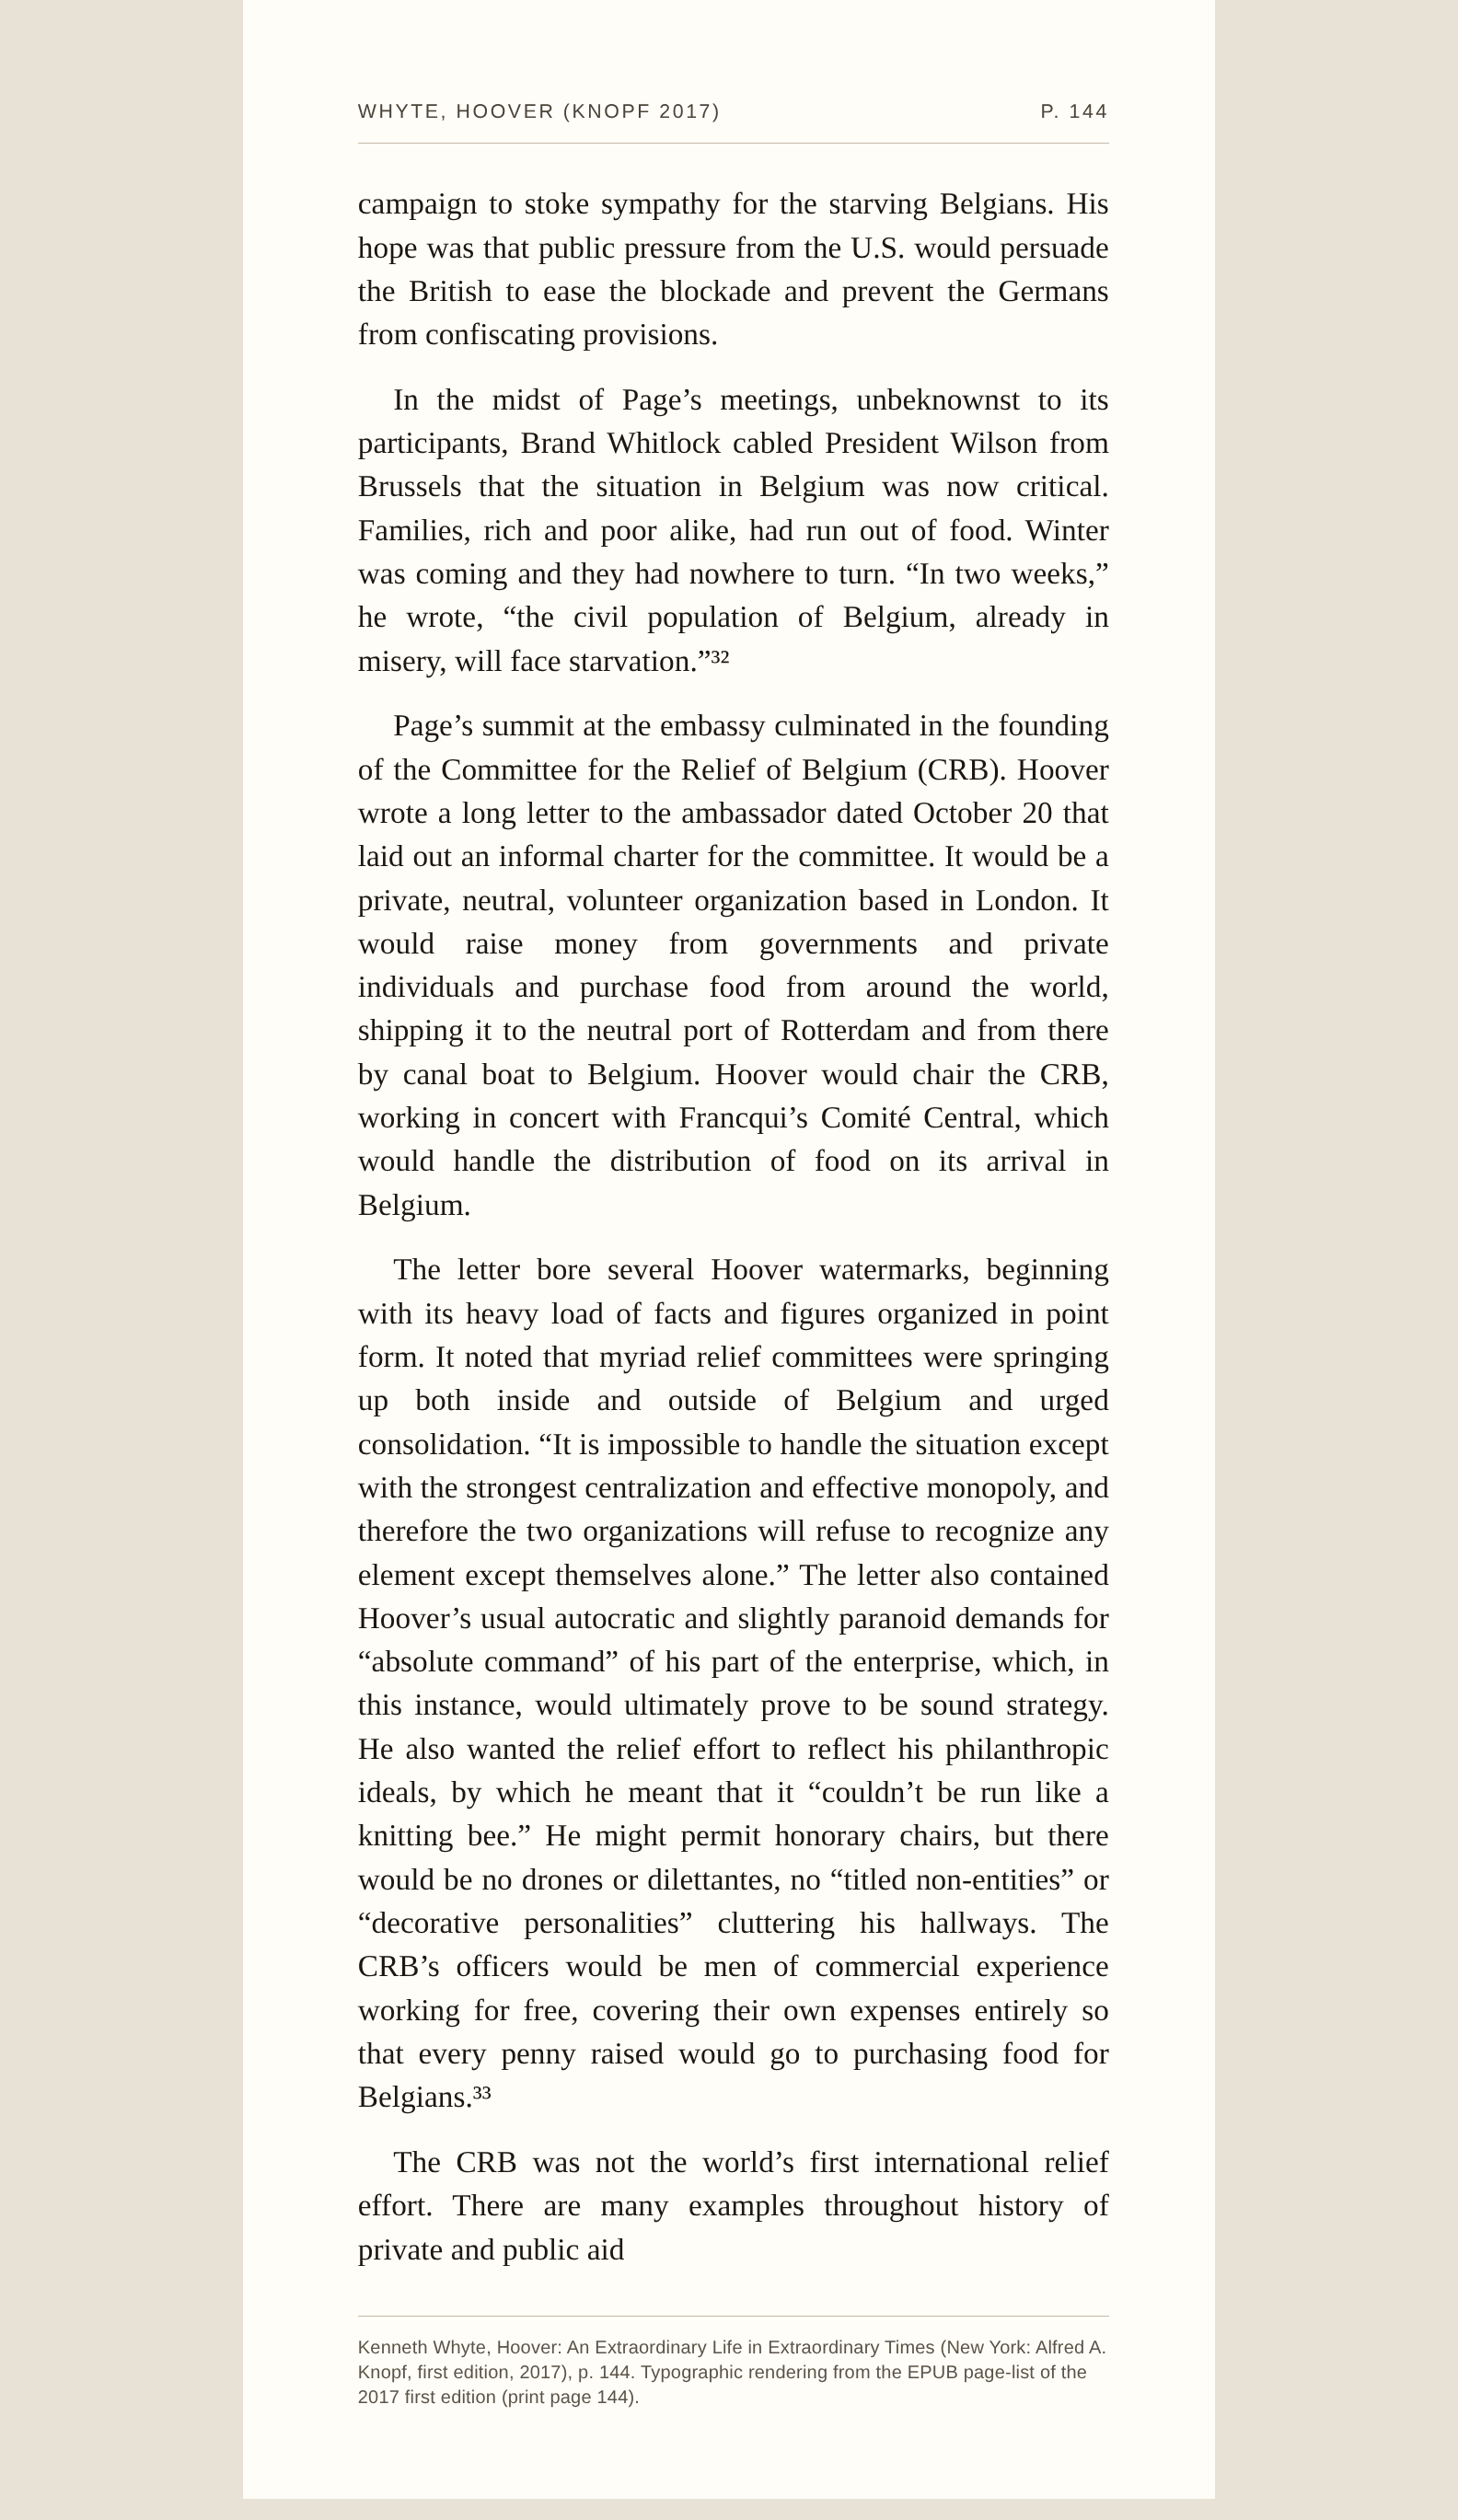 WHYTE, HOOVER (KNOPF 2017) P. 144
campaign to stoke sympathy for the starving Belgians. His
hope was that public pressure from the U.S. would persuade
the British to ease the blockade and prevent the Germans
from confiscating provisions.
In the midst of Page’s meetings, unbeknownst to its
participants, Brand Whitlock cabled President Wilson from
Brussels that the situation in Belgium was now critical.
Families, rich and poor alike, had run out of food. Winter
was coming and they had nowhere to turn. “In two weeks,”
he wrote, “the civil population of Belgium, already in
misery, will face starvation.”³²
Page’s summit at the embassy culminated in the founding
of the Committee for the Relief of Belgium (CRB). Hoover
wrote a long letter to the ambassador dated October 20 that
laid out an informal charter for the committee. It would be a
private, neutral, volunteer organization based in London. It
would raise money from governments and private
individuals and purchase food from around the world,
shipping it to the neutral port of Rotterdam and from there
by canal boat to Belgium. Hoover would chair the CRB,
working in concert with Francqui’s Comité Central, which
would handle the distribution of food on its arrival in
Belgium.
The letter bore several Hoover watermarks, beginning
with its heavy load of facts and figures organized in point
form. It noted that myriad relief committees were springing
up both inside and outside of Belgium and urged
consolidation. “It is impossible to handle the situation except
with the strongest centralization and effective monopoly, and
therefore the two organizations will refuse to recognize any
element except themselves alone.” The letter also contained
Hoover’s usual autocratic and slightly paranoid demands for
“absolute command” of his part of the enterprise, which, in
this instance, would ultimately prove to be sound strategy.
He also wanted the relief effort to reflect his philanthropic
ideals, by which he meant that it “couldn’t be run like a
knitting bee.” He might permit honorary chairs, but there
would be no drones or dilettantes, no “titled non-entities” or
“decorative personalities” cluttering his hallways. The
CRB’s officers would be men of commercial experience
working for free, covering their own expenses entirely so
that every penny raised would go to purchasing food for
Belgians.³³
The CRB was not the world’s first international relief
effort. There are many examples throughout history of
private and public aid
Kenneth Whyte, Hoover: An Extraordinary Life in Extraordinary Times (New York: Alfred A.
Knopf, first edition, 2017), p. 144. Typographic rendering from the EPUB page-list of the
2017 first edition (print page 144).